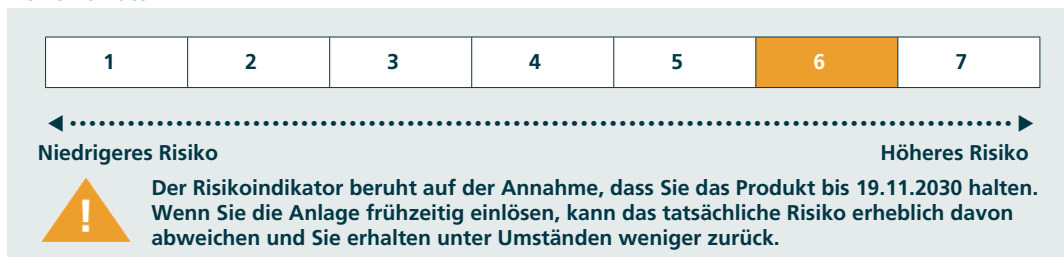 1 2 3 4 5 6 7
Niedrigeres Risiko Höheres Risiko
!
Der Risikoindikator beruht auf der Annahme, dass Sie das Produkt bis 19.11.2030 halten.
Wenn Sie die Anlage frühzeitig einlösen, kann das tatsächliche Risiko erheblich davon
abweichen und Sie erhalten unter Umständen weniger zurück.